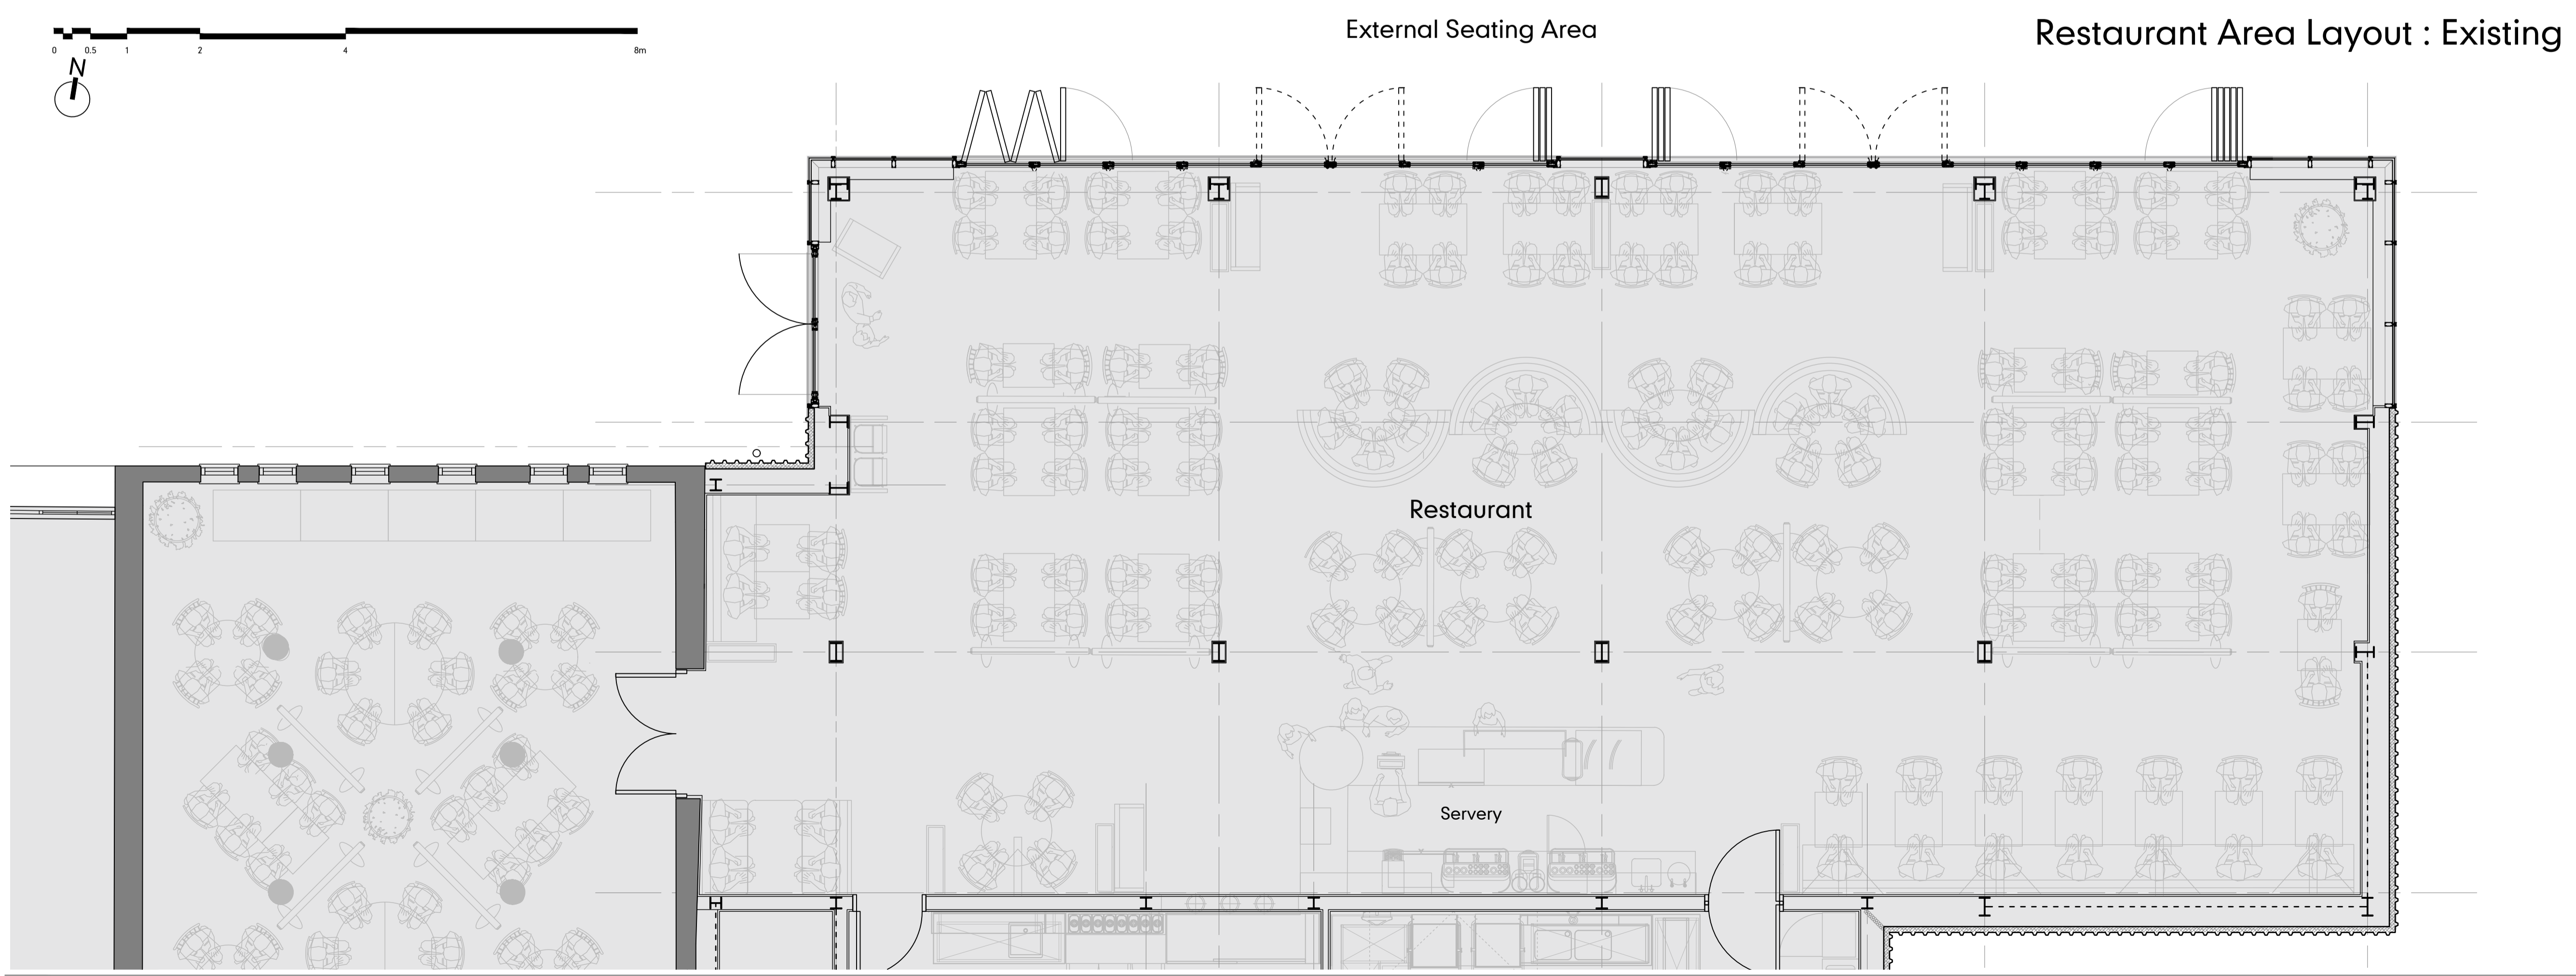 External Seating Area
Restaurant Area Layout : Existing
0 0.5 1 2 4 8m
N
Restaurant
Servery